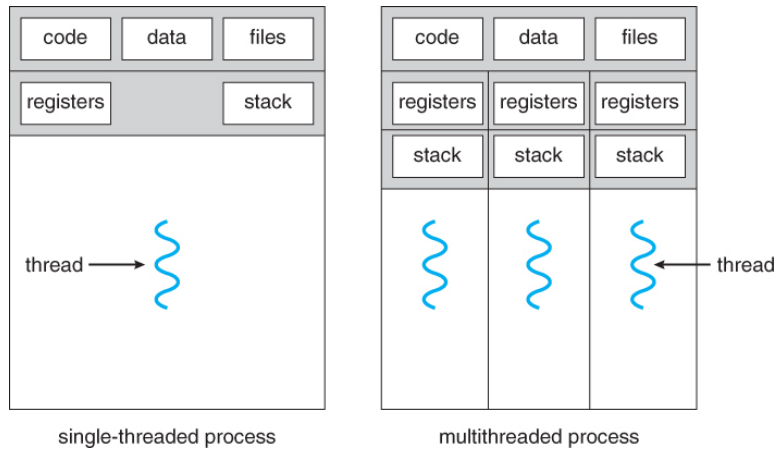 code data files
registers stack
thread
single-threaded process
code data files
registers registers registers
stack stack stack
thread
multithreaded process